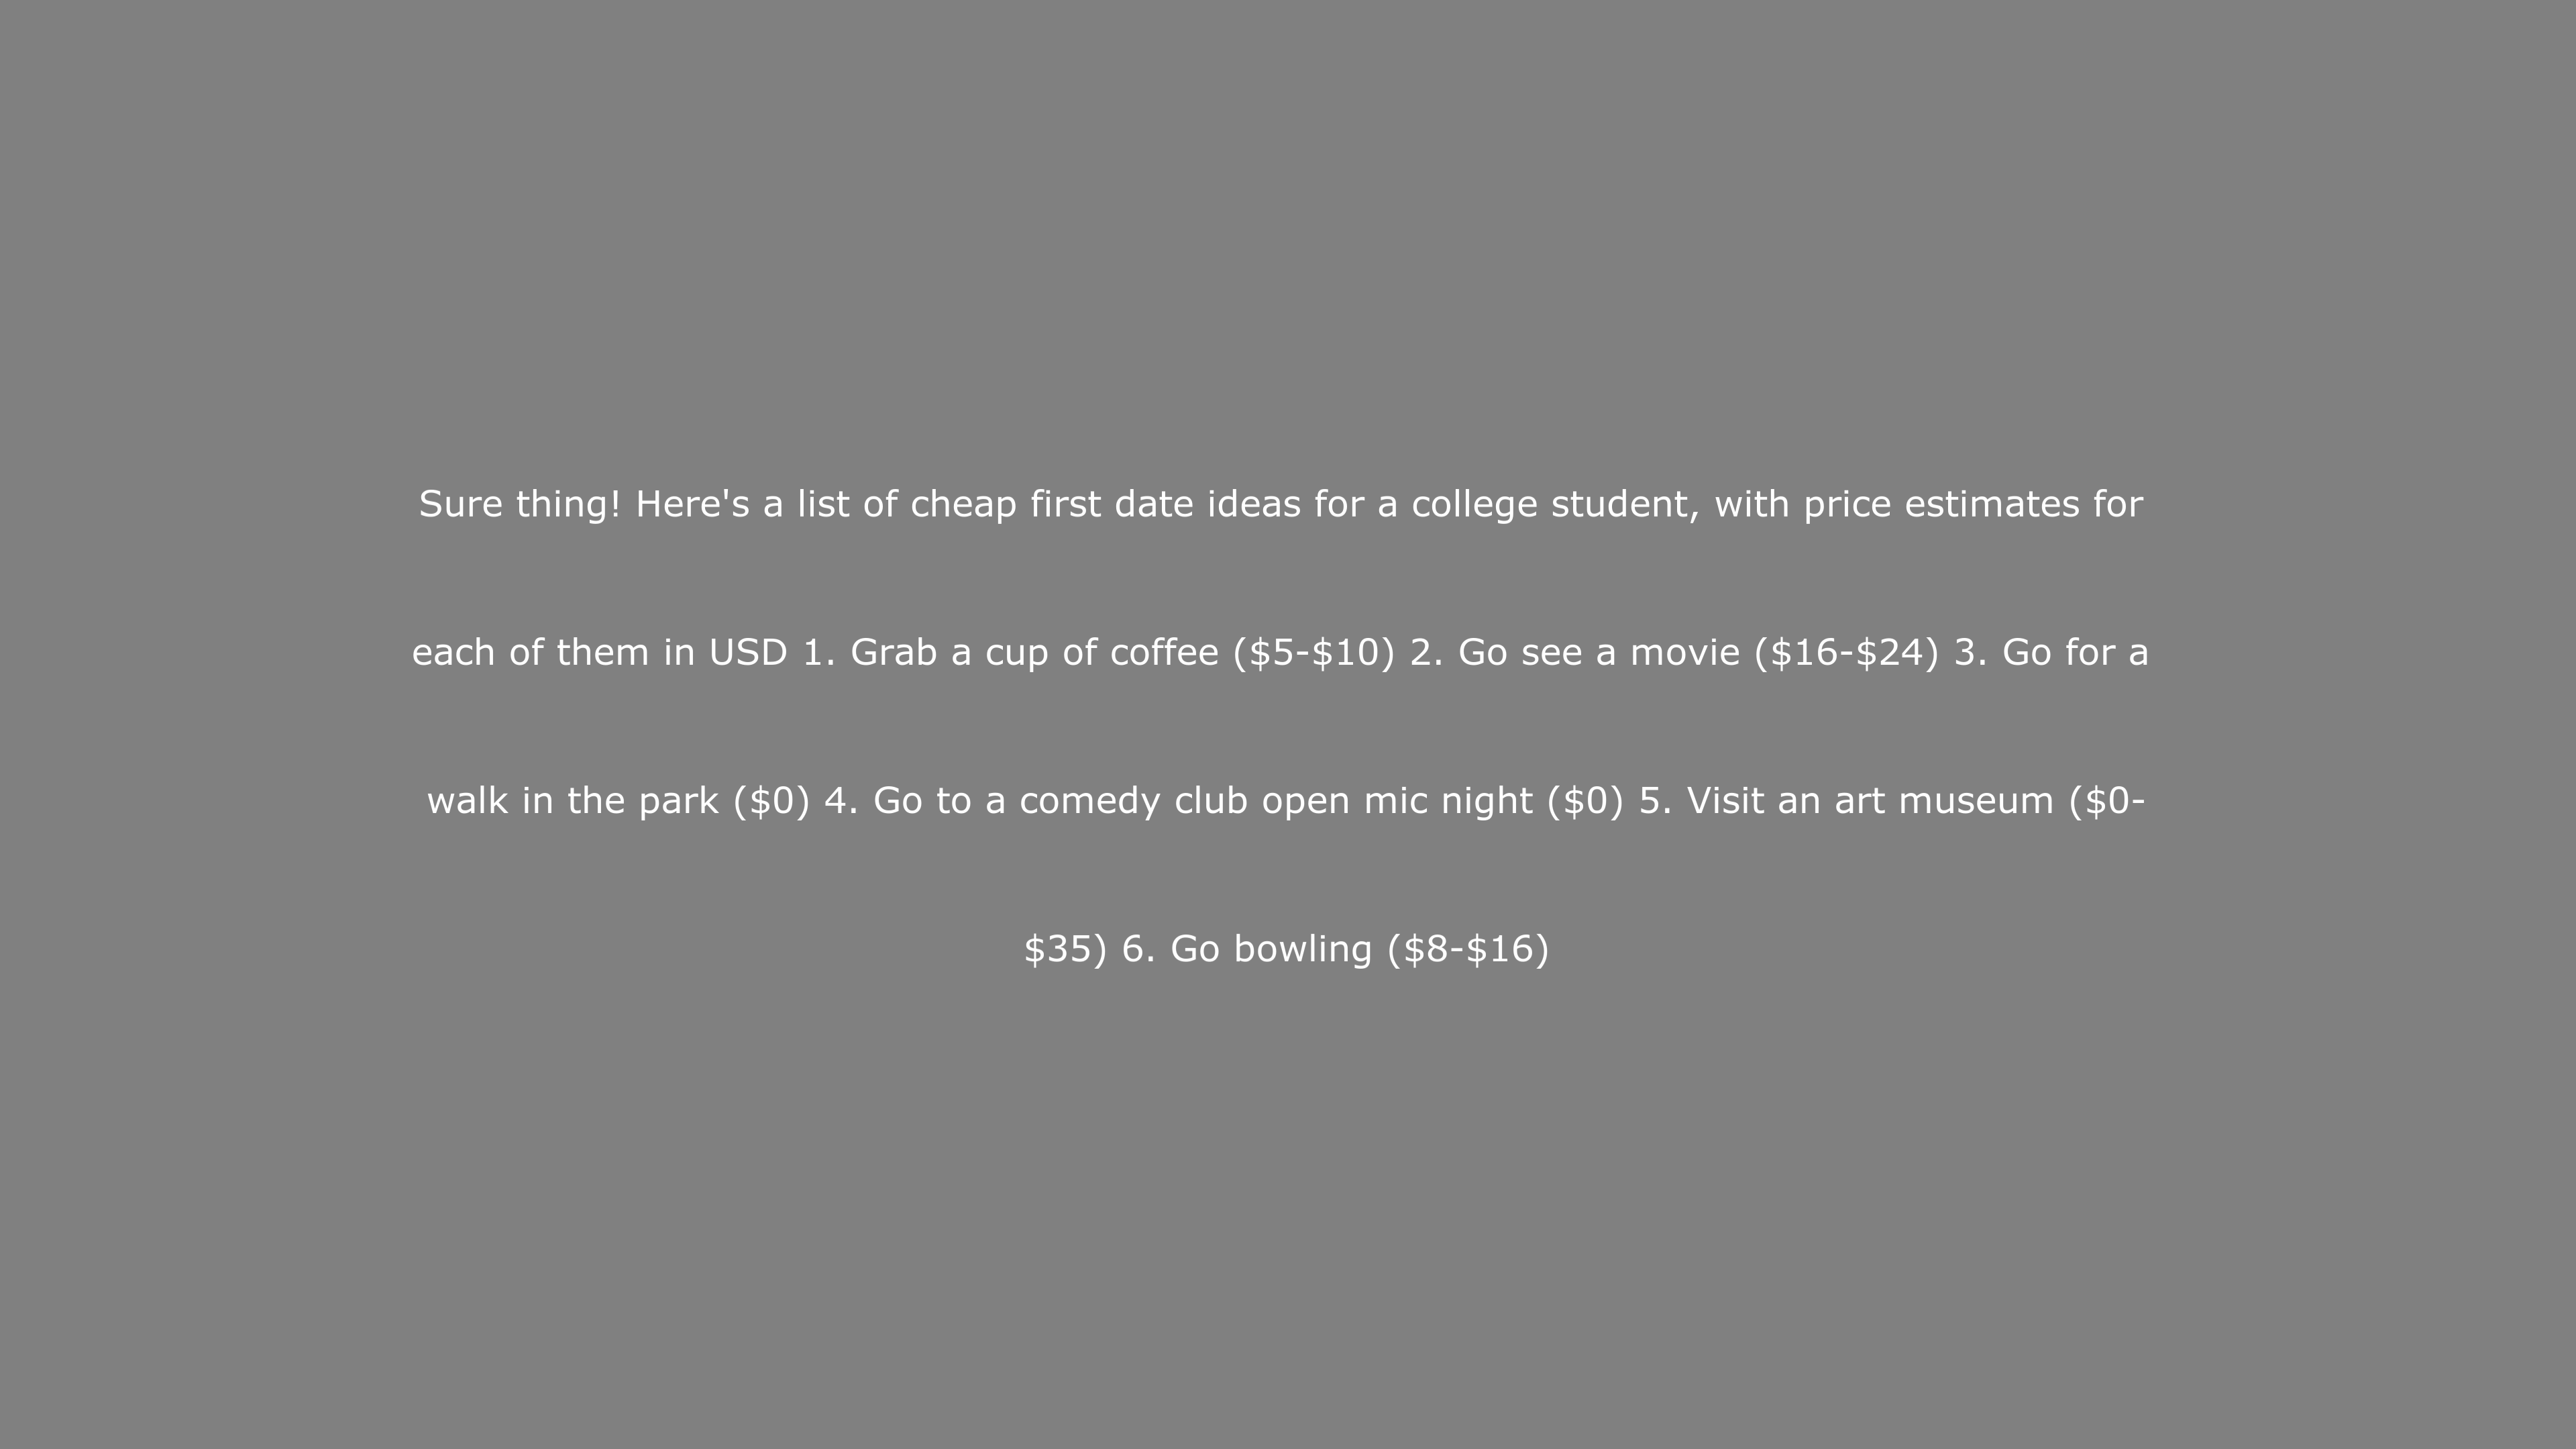 Sure thing! Here's a list of cheap first date ideas for a college student, with price estimates for
each of them in USD 1. Grab a cup of coffee ($5-$10) 2. Go see a movie ($16-$24) 3. Go for a
walk in the park ($0) 4. Go to a comedy club open mic night ($0) 5. Visit an art museum ($0-
$35) 6. Go bowling ($8-$16)